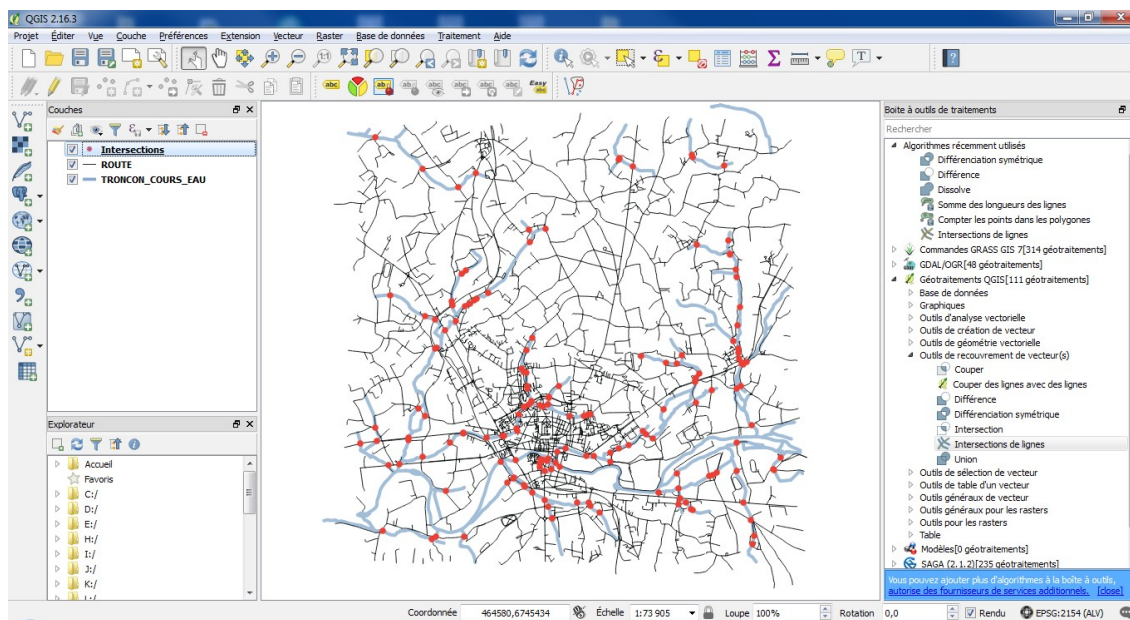 QGIS 2.16.3
Projet Éditer Vue Couche Préférences Extension Vecteur Raster Base de données Traitement Aide
Couches
Intersections
ROUTE
TRONCON_COURS_EAU
Explorateur
Accueil
Favoris
C:/
D:/
E:/
H:/
I:/
J:/
K:/
Boite à outils de traitements
Rechercher
Algorithmes récemment utilisés
Différenciation symétrique
Différence
Dissolve
Somme des longueurs des lignes
Compter les points dans les polygones
Intersections de lignes
Commandes GRASS GIS 7[314 géotraitements]
GDAL/OGR[48 géotraitements]
Géotraitements QGIS[111 géotraitements]
Base de données
Graphiques
Outils d'analyse vectorielle
Outils de création de vecteur
Outils de géométrie vectorielle
Outils de recouvrement de vecteur(s)
Couper
Couper des lignes avec des lignes
Différence
Différenciation symétrique
Intersection
Intersections de lignes
Union
Outils de sélection de vecteur
Outils de table d'un vecteur
Outils généraux de vecteur
Outils généraux pour les rasters
Outils pour les rasters
Table
Modèles[0 géotraitements]
SAGA (2.1.2)[235 géotraitements]
Vous pouvez ajouter plus d'algorithmes à la boîte à outils,
autorise des fournisseurs de services additionnels. [close]
Coordonnée 464580,6745434 Échelle 1:73 905 Loupe 100% Rotation 0,0 Rendu EPSG:2154 (ALV)